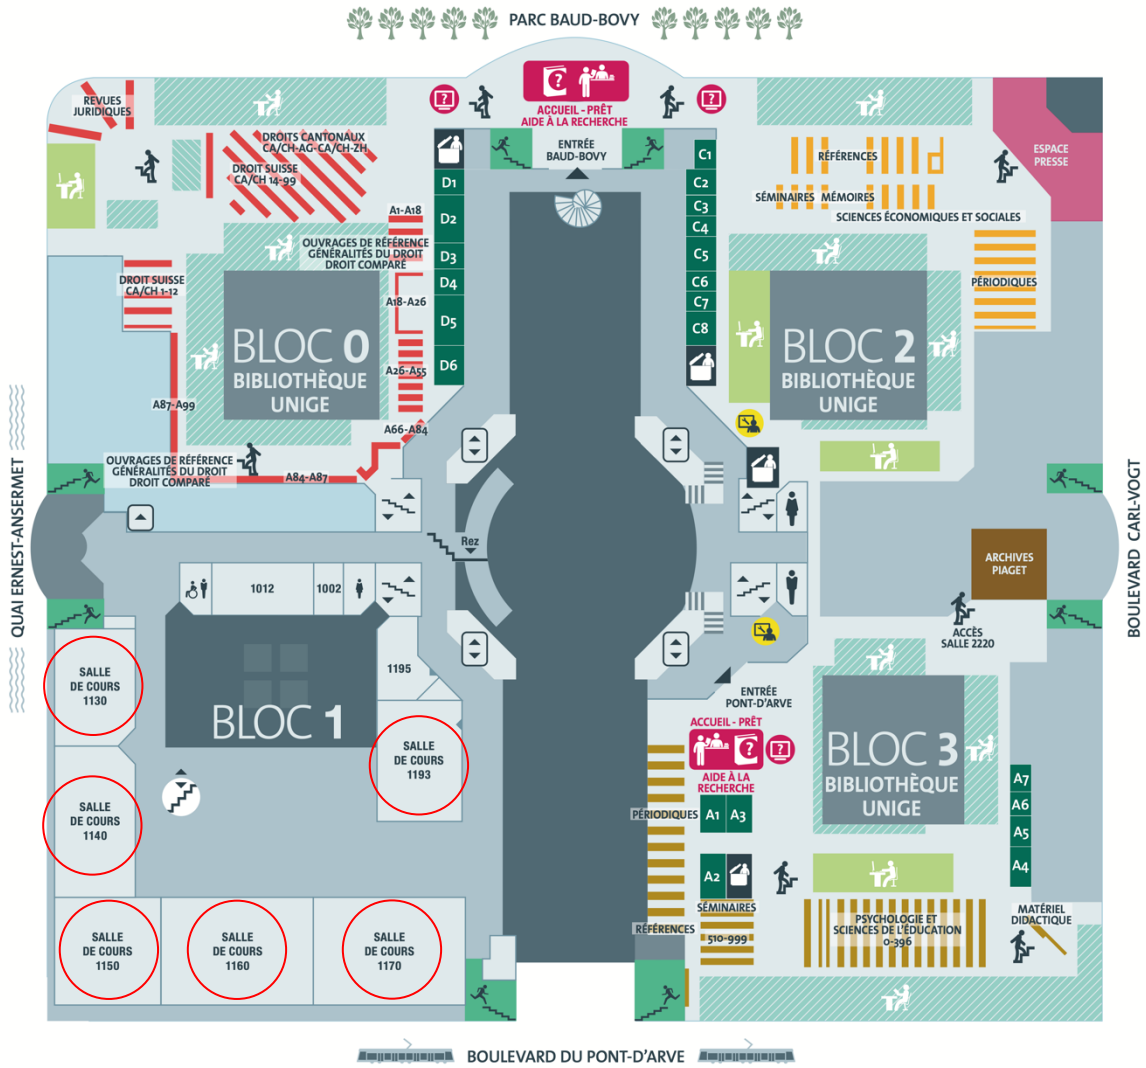 PARC BAUD-BOVY
?
?
ACCUEIL - PRÊT
AIDE À LA RECHERCHE
?
REVUES
JURIDIQUES
DROITS CANTONAUX
CA/CH-AG-CA/CH-ZH
DROIT SUISSE
CA/CH 14-99
ENTRÉE
BAUD-BOVY
RÉFÉRENCES
ESPACE
PRESSE
SÉMINAIRES
MÉMOIRES
SCIENCES ÉCONOMIQUES ET SOCIALES
PÉRIODIQUES
A1-A18
OUVRAGES DE RÉFÉRENCE
GÉNÉRALITÉS DU DROIT
DROIT COMPARÉ
DROIT SUISSE
CA/CH 1-12
A18-A26
A26-A55
A66-A84
A87-A99
D1
D2
D3
D4
D5
D6
C1
C2
C3
C4
C5
C6
C7
C8
BLOC 0
BIBLIOTHÈQUE
UNIGE
BLOC 2
BIBLIOTHÈQUE
UNIGE
OUVRAGES DE RÉFÉRENCE
GÉNÉRALITÉS DU DROIT
DROIT COMPARÉ
A84-A87
QUAI ERNEST-ANSERMET
BOULEVARD CARL-VOGT
Rez
ARCHIVES
PIAGET
1012
1002
ACCÈS
SALLE 2220
SALLE
DE COURS
1130
1195
BLOC 1
SALLE
DE COURS
1193
SALLE
DE COURS
1140
SALLE
DE COURS
1150
SALLE
DE COURS
1160
SALLE
DE COURS
1170
ENTRÉE
PONT-D'ARVE
ACCUEIL - PRÊT
?
?
AIDE À LA
RECHERCHE
BLOC 3
BIBLIOTHÈQUE
UNIGE
PÉRIODIQUES
A1
A3
A2
A7
A6
A5
A4
SÉMINAIRES
RÉFÉRENCES
510-999
PSYCHOLOGIE ET
SCIENCES DE L'ÉDUCATION
0-396
MATÉRIEL
DIDACTIQUE
BOULEVARD DU PONT-D'ARVE